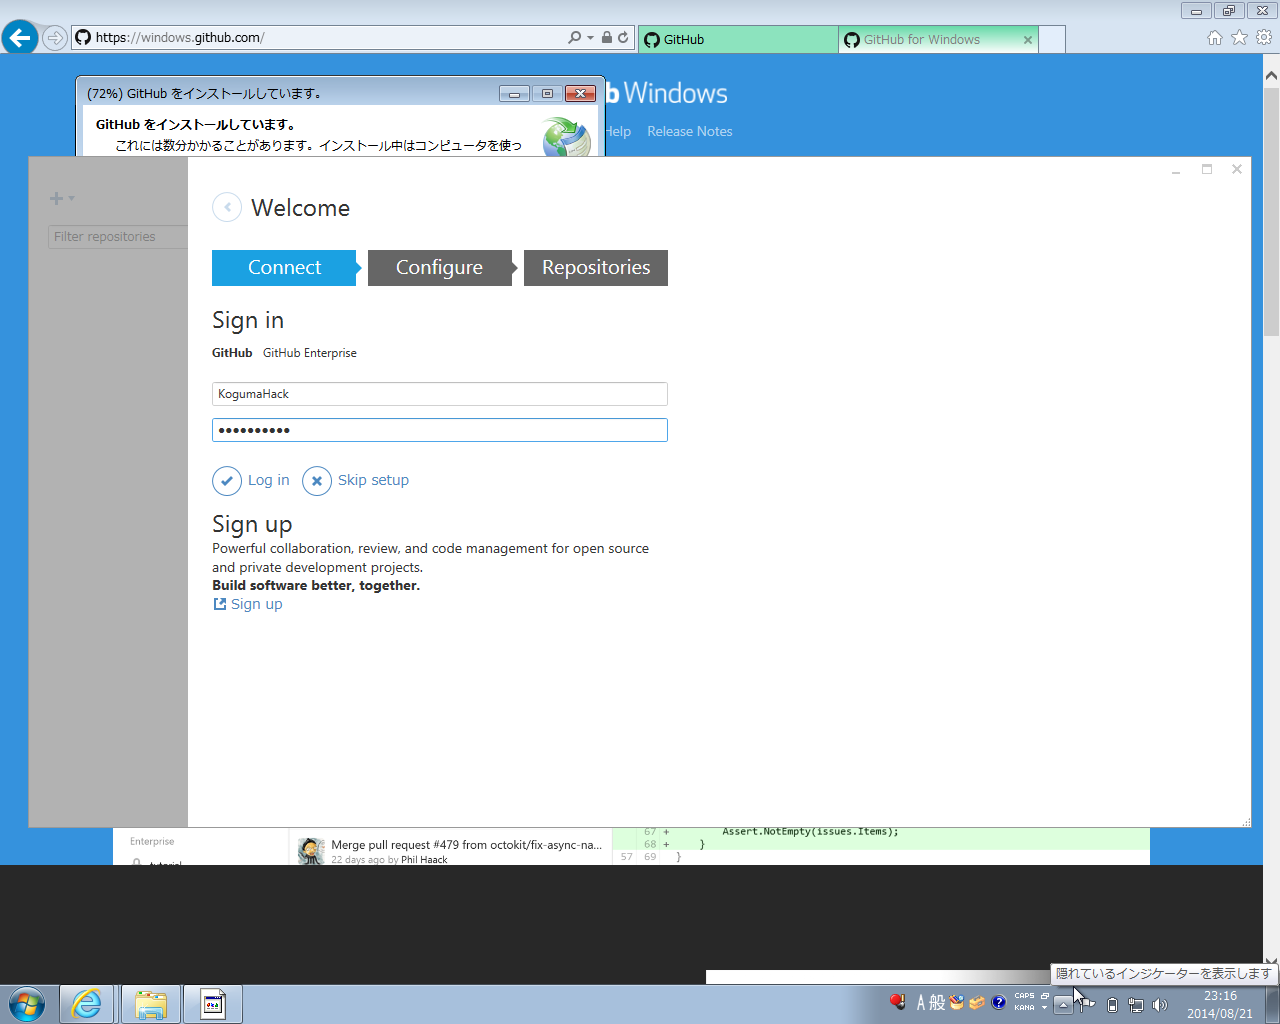 https://windows.github.com/
GitHub
GitHub for Windows
(72%) GitHub をインストールしています。
b Windows
GitHub をインストールしています。
これには数分かかることがあります。インストール中はコンピュータを使っ
Help Release Notes
Filter repositories
Welcome
Connect
Configure
Repositories
Sign in
GitHub GitHub Enterprise
KogumaHack
••••••••••
Log in
Skip setup
Sign up
Powerful collaboration, review, and code management for open source
and private development projects.
Build software better, together.
Sign up
Enterprise
tutorial
Merge pull request #479 from octokit/fix-async-na...
22 days ago by Phil Haack
67 + Assert.NotEmpty(issues.Items);
68 + }
57 69 }
隠れているインジケーターを表示します
A 般
CAPS
KANA
23:16
2014/08/21